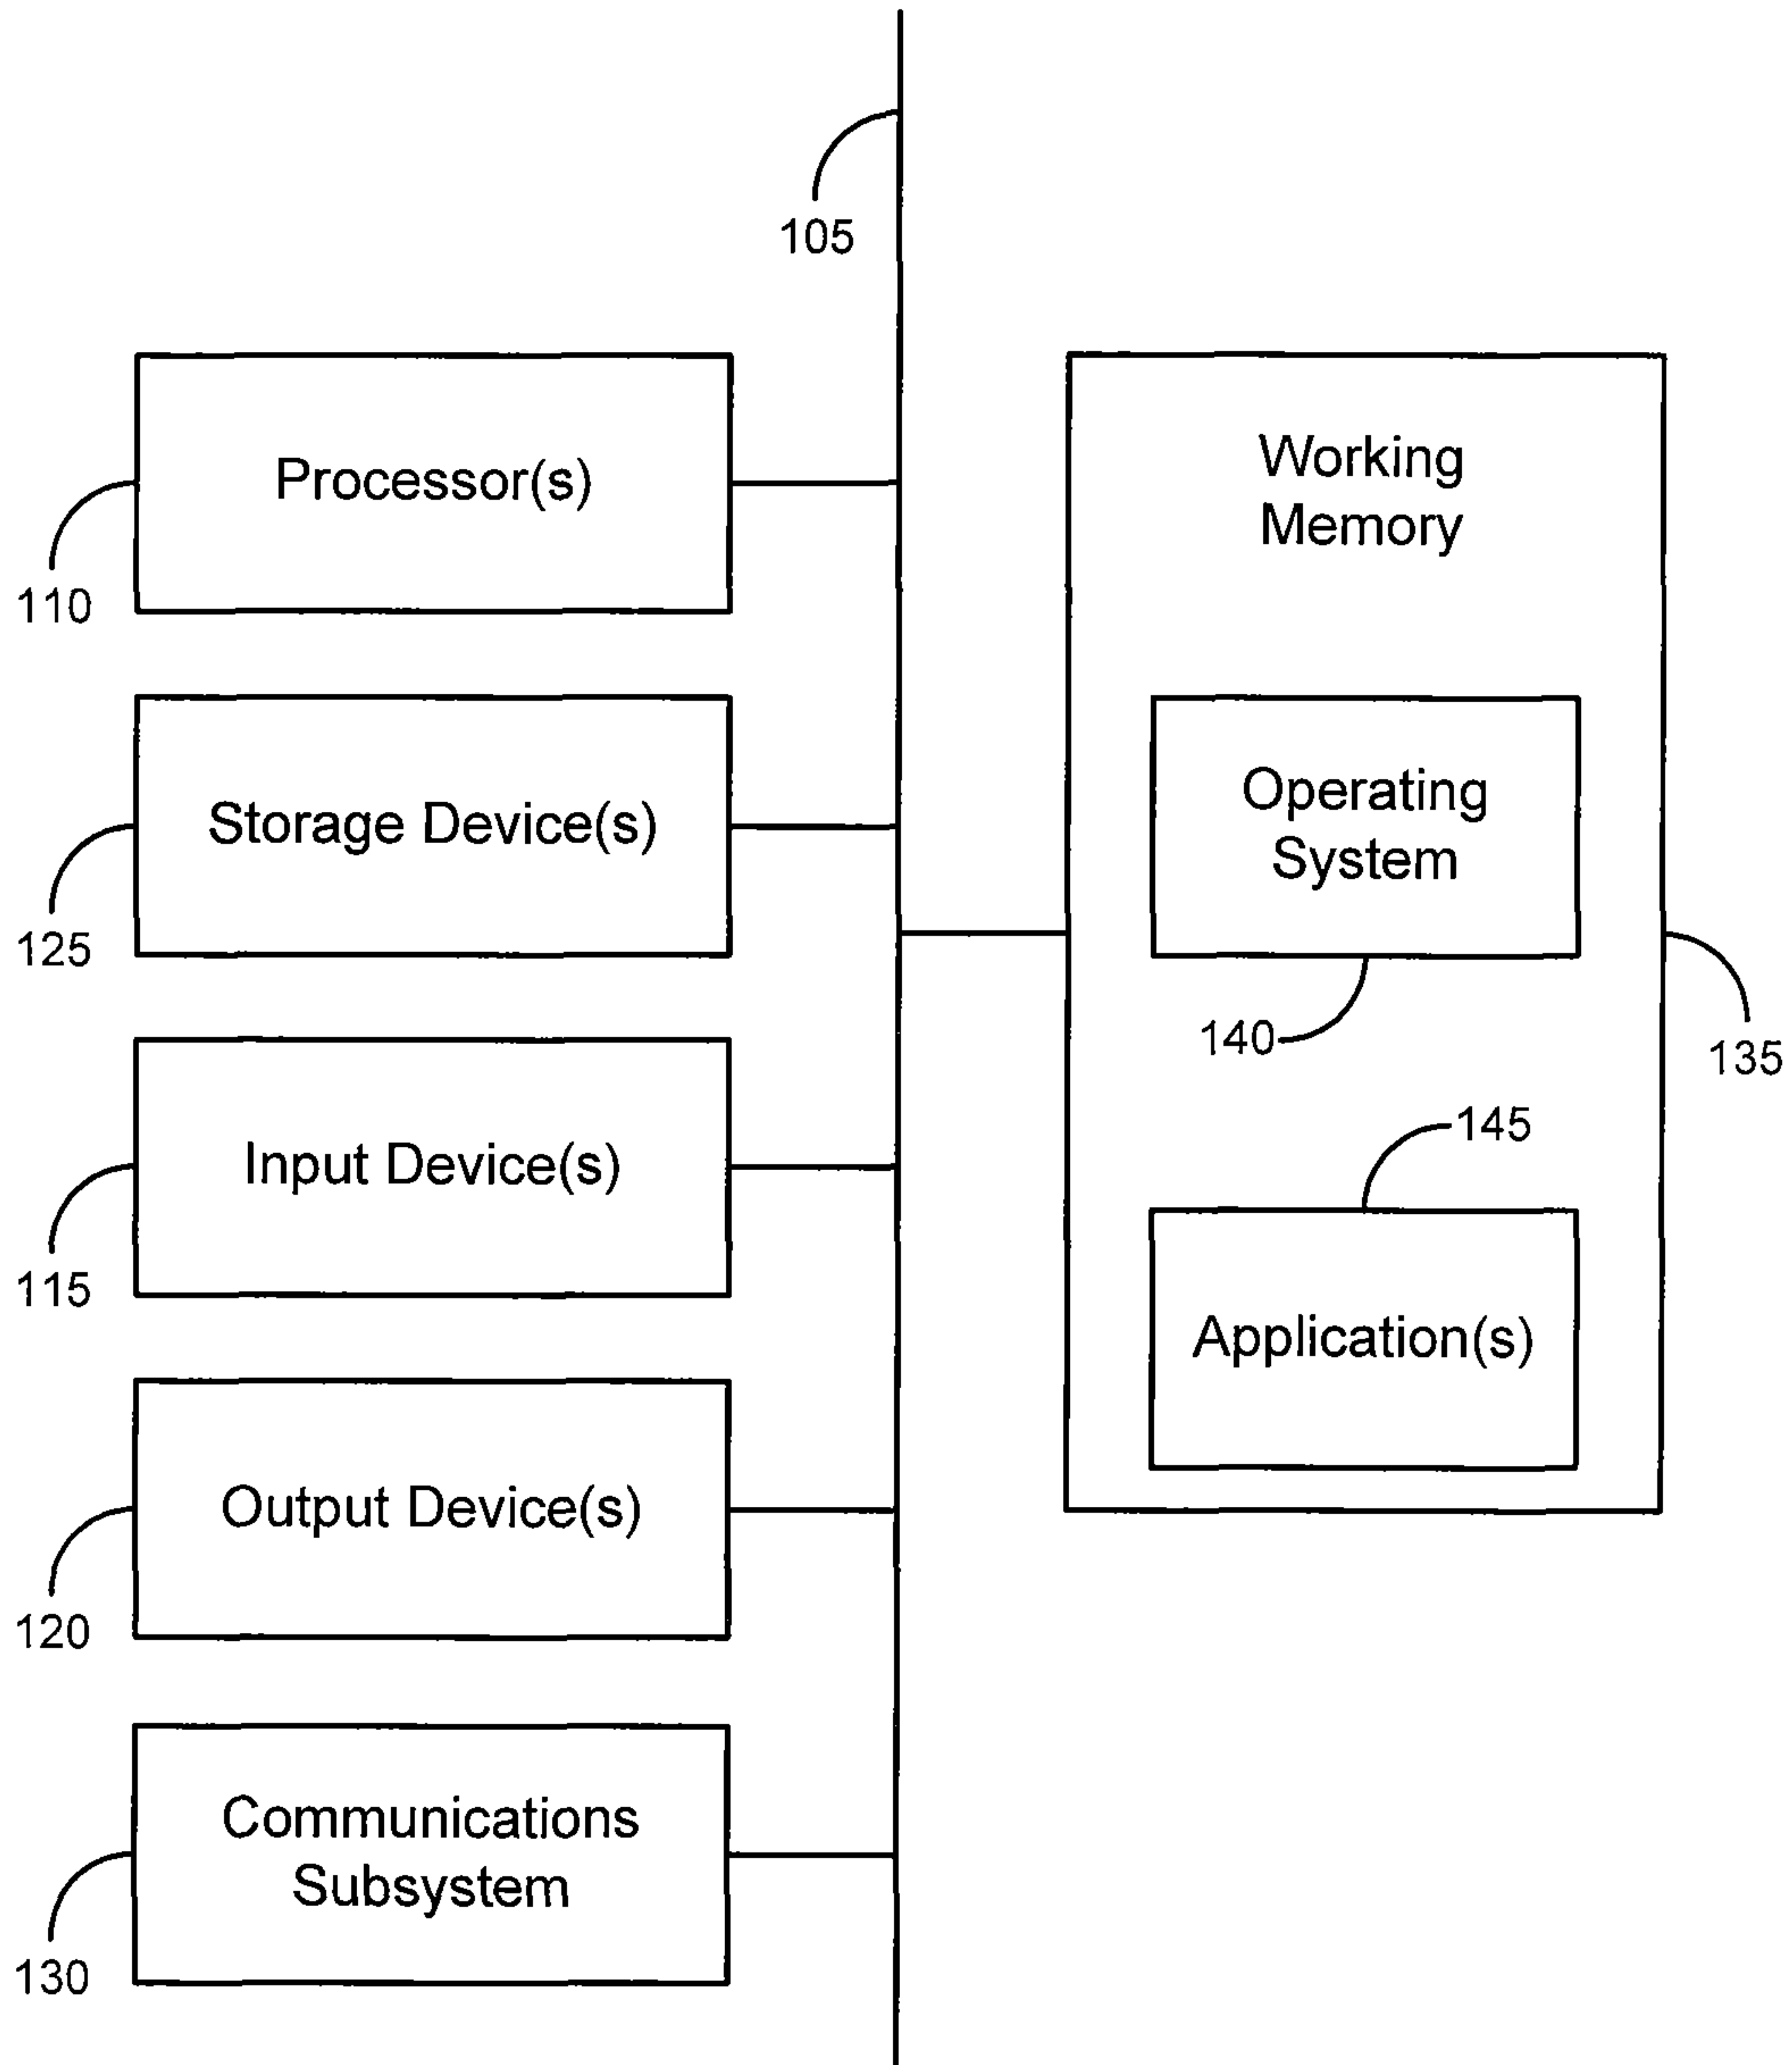 105
Processor(s)
110
Storage Device(s)
125
Input Device(s)
115
Output Device(s)
120
Communications
Subsystem
130
Working
Memory
Operating
System
140
135
145
Application(s)